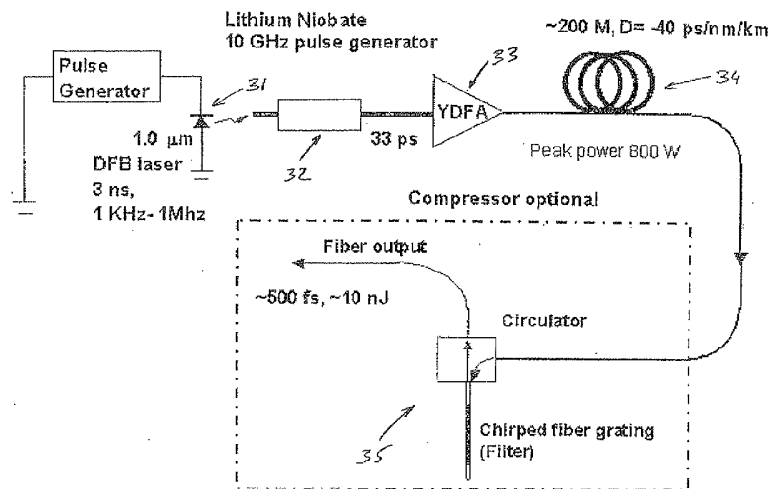 Lithium Niobate
10 GHz pulse generator
~200 M, D= -40 ps/nm/km
Pulse
Generator
31
33
34
YDFA
1.0 μm
DFB laser
3 ns,
1 KHz- 1Mhz
32
33 ps
Peak power 800 W
Compressor optional
Fiber output
~500 fs, ~10 nJ
Circulator
35
Chirped fiber grating
(Filter)